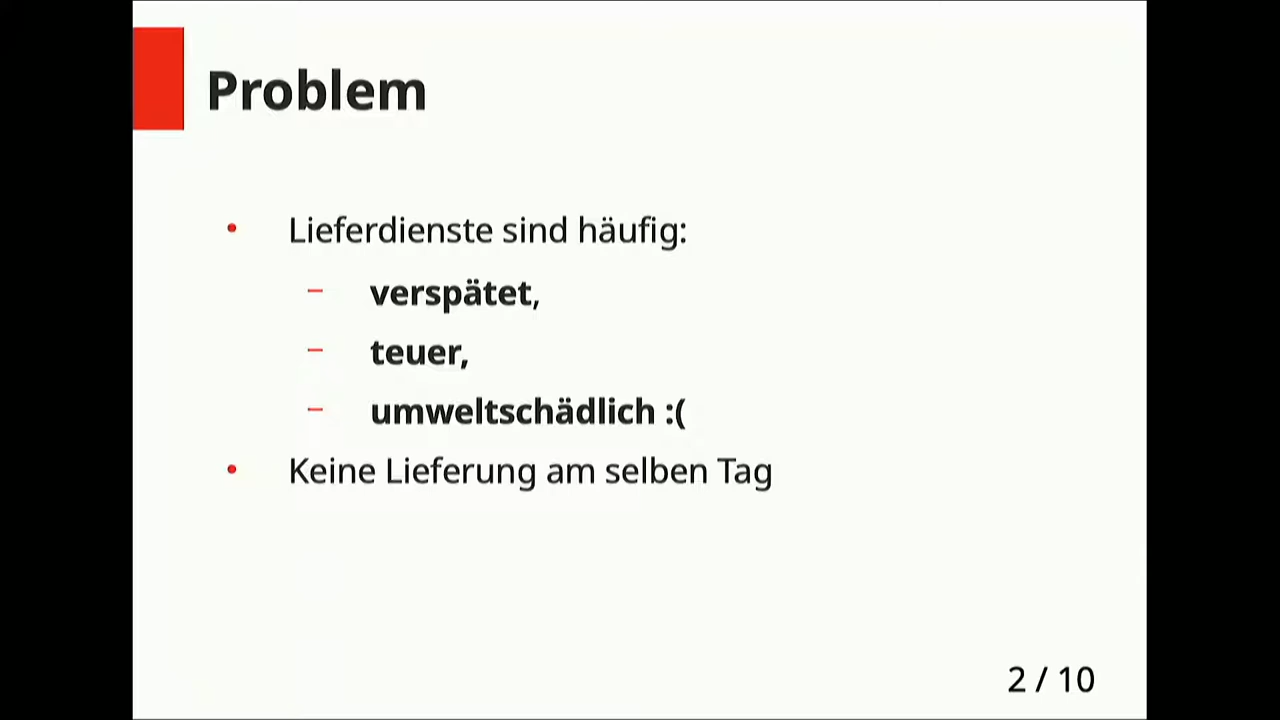 Problem
• Lieferdienste sind häufig:
– verspätet,
– teuer,
– umweltschädlich :(
• Keine Lieferung am selben Tag
2 / 10